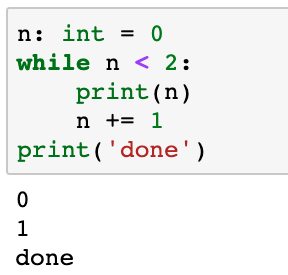 n: int = 0
while n < 2:
    print(n)
    n += 1
print('done')
0
1
done